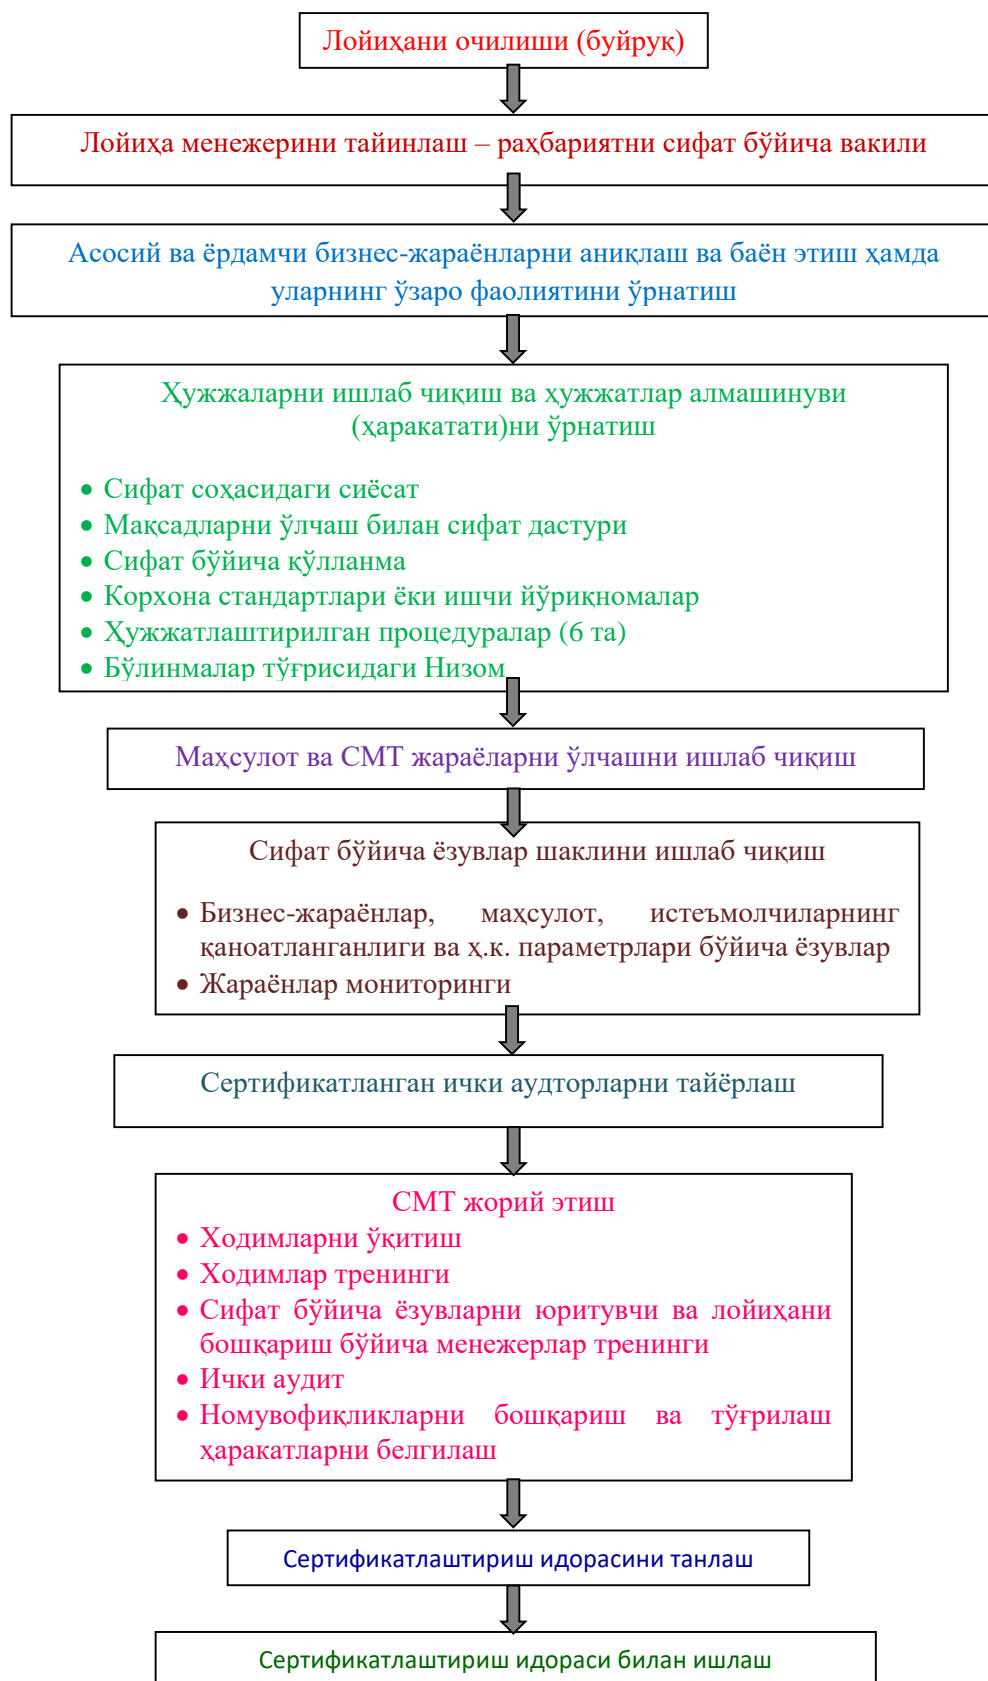 Лойиҳани очилиши (буйруқ)
Лойиҳа менежерини тайинлаш – раҳбариятни сифат бўйича вакили
Асосий ва ёрдамчи бизнес-жараёнларни аниқлаш ва баён этиш ҳамда
уларнинг ўзаро фаолиятини ўрнатиш
Ҳужжаларни ишлаб чиқиш ва ҳужжатлар алмашинуви
(ҳаракатати)ни ўрнатиш
• Сифат соҳасидаги сиёсат
• Мақсадларни ўлчаш билан сифат дастури
• Сифат бўйича қўлланма
• Корхона стандартлари ёки ишчи йўриқномалар
• Ҳужжатлаштирилган процедуралар (6 та)
• Бўлинмалар тўғрисидаги Низом
Маҳсулот ва СМТ жараёларни ўлчашни ишлаб чиқиш
Сифат бўйича ёзувлар шаклини ишлаб чиқиш
• Бизнес-жараёнлар, маҳсулот, истеъмолчиларнинг
қаноатланганлиги ва ҳ.к. параметрлари бўйича ёзувлар
• Жараёнлар мониторинги
Сертификатланган ички аудторларни тайёрлаш
СМТ жорий этиш
• Ходимларни ўқитиш
• Ходимлар тренинги
• Сифат бўйича ёзувларни юритувчи ва лойиҳани
бошқариш бўйича менежерлар тренинги
• Ички аудит
• Номувофиқликларни бошқариш ва тўғрилаш
ҳаракатларни белгилаш
Сертификатлаштириш идорасини танлаш
Сертификатлаштириш идораси билан ишлаш